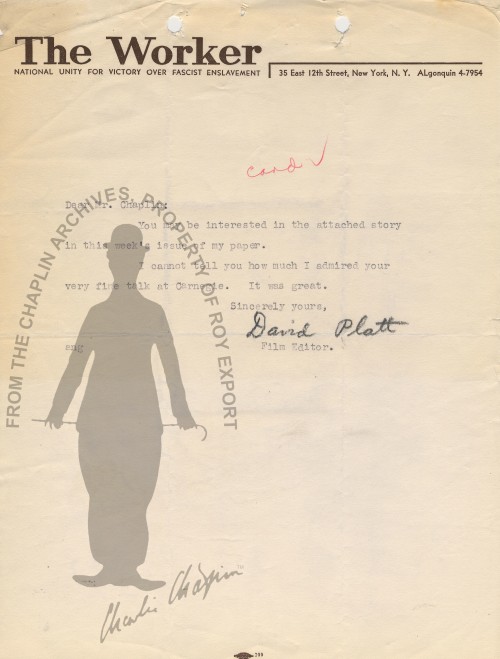 The Worker
NATIONAL UNITY FOR VICTORY OVER FASCIST ENSLAVEMENT
35 East 12th Street, New York, N. Y. ALgonquin 4-7954
card ✓
Dear Mr. Chaplin:
You may be interested in the attached story
in this week's issue of my paper.
I cannot tell you how much I admired your
very fine talk at Carnegie. It was great.
Sincerely yours,
David Platt
Film Editor.
FROM THE CHAPLIN ARCHIVES, PROPERTY OF ROY EXPORT
Charlie Chaplin
299